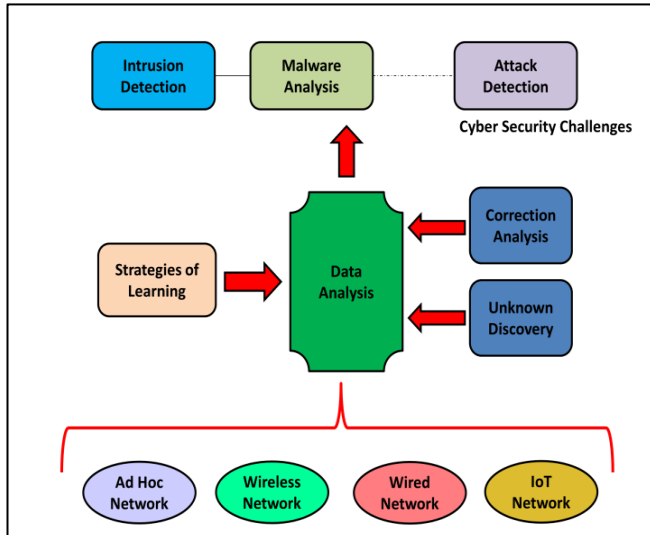 Intrusion
Detection
Malware
Analysis
Attack
Detection
Cyber Security Challenges
Strategies of
Learning
Data
Analysis
Correction
Analysis
Unknown
Discovery
Ad Hoc
Network
Wireless
Network
Wired
Network
IoT
Network